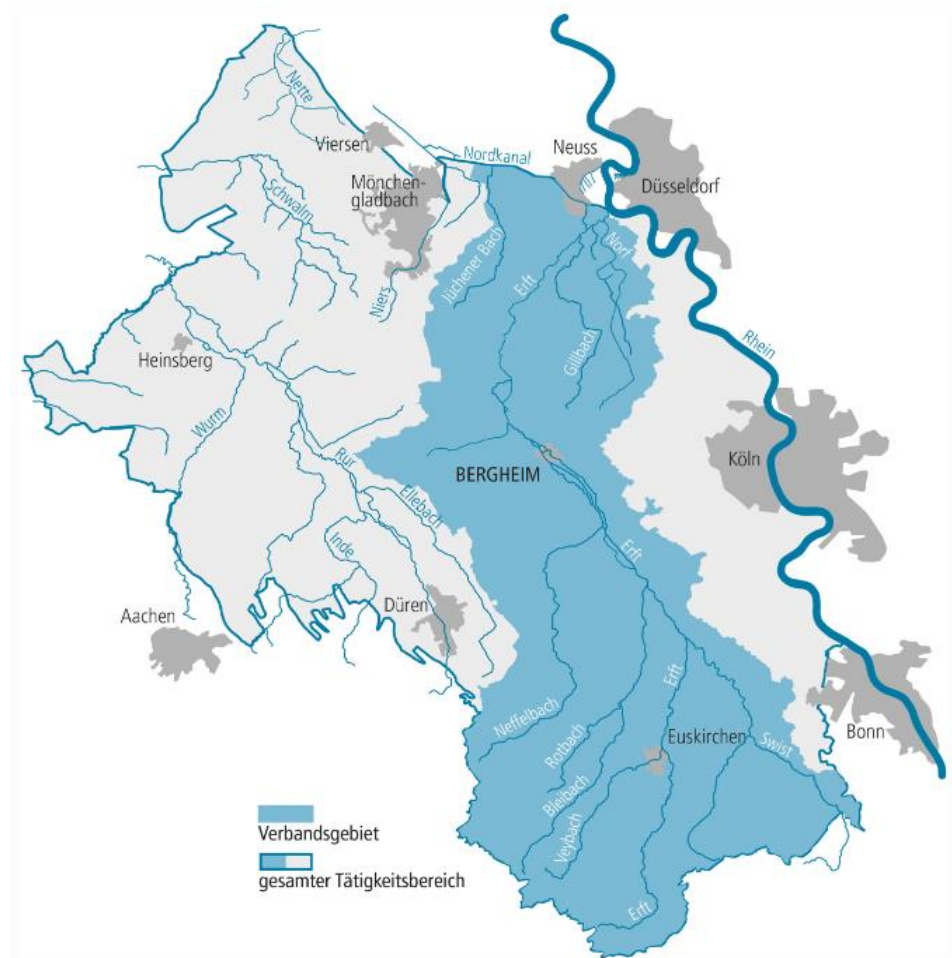 Nette
Viersen
Nordkanal
Neuss
Mönchen-
gladbach
Düsseldorf
Schwalm
Niers
Jüchener Bach
Erft
Norf
Gillbach
Rhein
Heinsberg
Wurm
Rur
Ellebach
BERGHEIM
Köln
Inde
Erft
Aachen
Düren
Neffelbach
Rotbach
Erft
Euskirchen
Swist
Bonn
Bleibach
Veybach
Erft
Verbandsgebiet
gesamter Tätigkeitsbereich